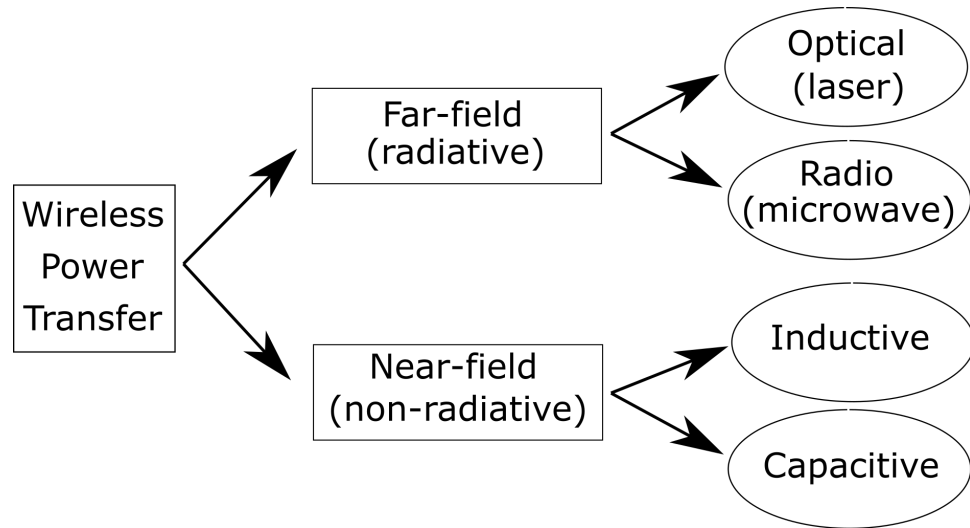 Wireless
Power
Transfer
Far-field
(radiative)
Near-field
(non-radiative)
Optical
(laser)
Radio
(microwave)
Inductive
Capacitive